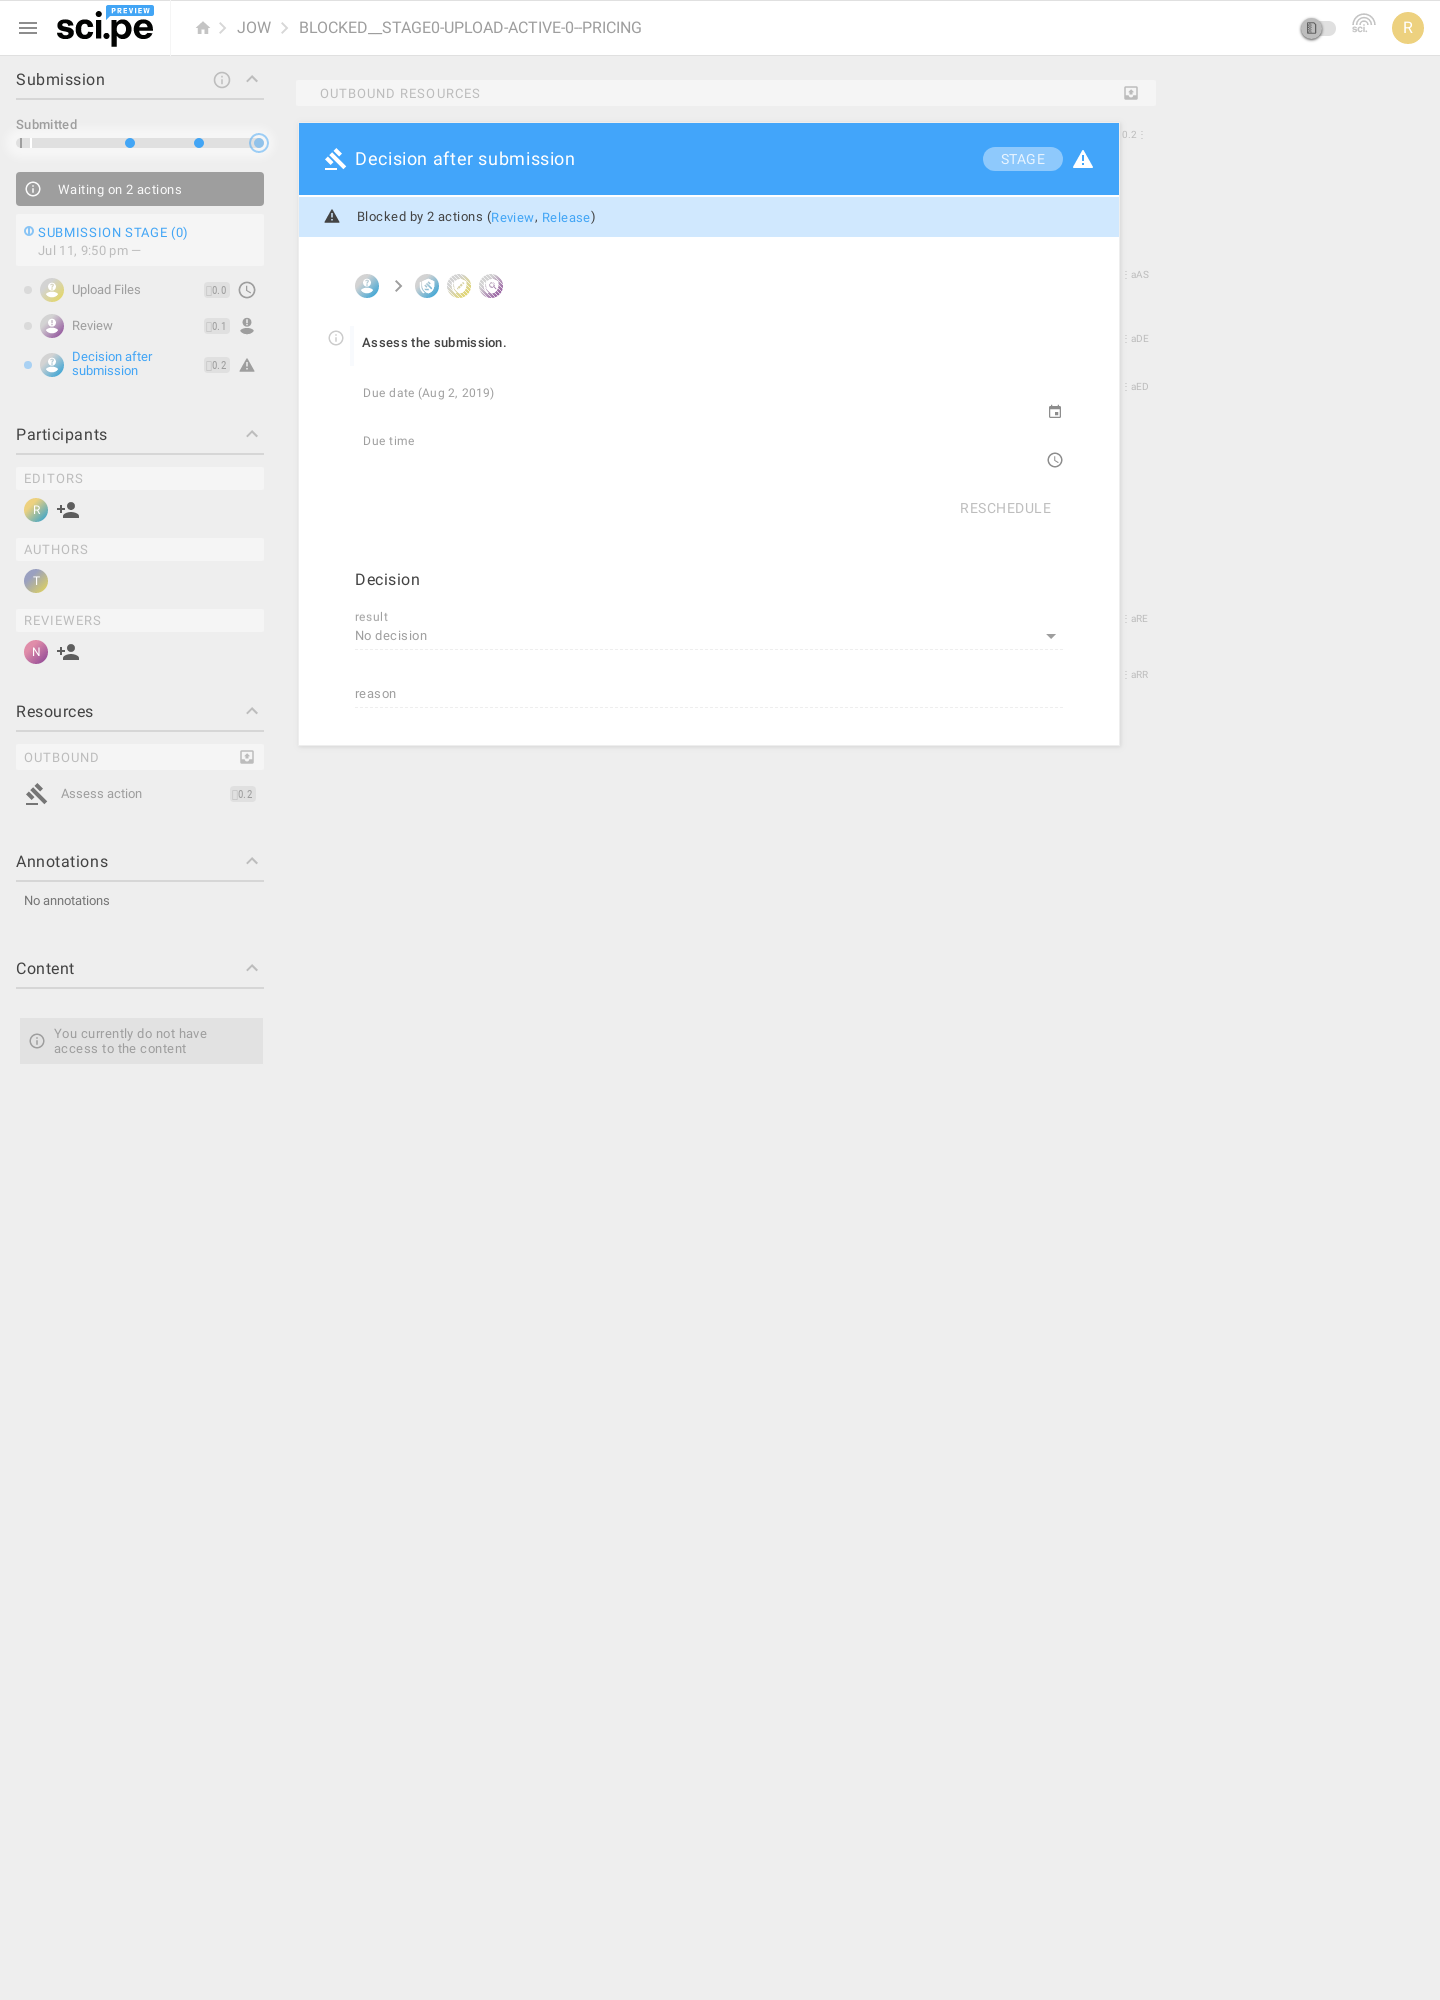 PREVIEW
sci.pe
JOW
BLOCKED__STAGE0-UPLOAD-ACTIVE-0--PRICING
sci.
R
Submission
Submitted
Waiting on 2 actions
SUBMISSION STAGE (0)
Jul 11, 9:50 pm —
Upload Files
0.0
Review
0.1
Decision after
submission
0.2
Participants
EDITORS
R
AUTHORS
T
REVIEWERS
N
Resources
OUTBOUND
Assess action
0.2
Annotations
No annotations
Content
You currently do not have
access to the content
OUTBOUND RESOURCES
Decision after submission
STAGE
0.2
Blocked by 2 actions (Review, Release)
aAS
Assess the submission.
aDE
Due date (Aug 2, 2019)
aED
Due time
RESCHEDULE
Decision
result
aRE
No decision
aRR
reason